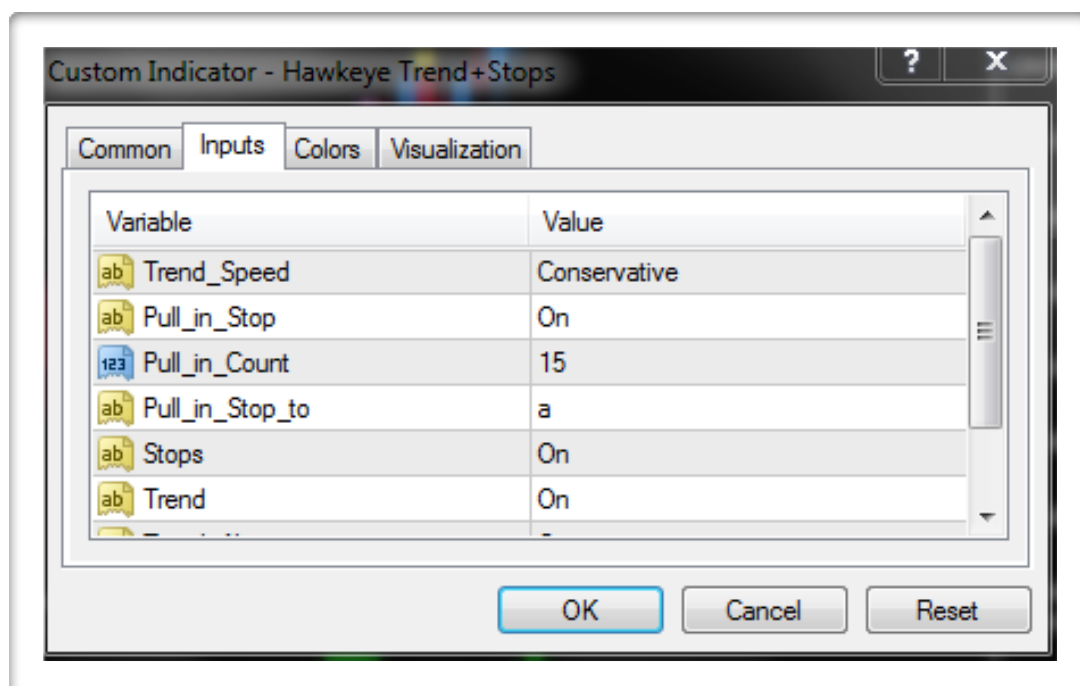 Custom Indicator - Hawkeye Trend+Stops ? X
Common Inputs Colors Visualization
Variable Value
ab Trend_Speed Conservative
ab Pull_in_Stop On
123 Pull_in_Count 15
ab Pull_in_Stop_to a
ab Stops On
ab Trend On
OK Cancel Reset